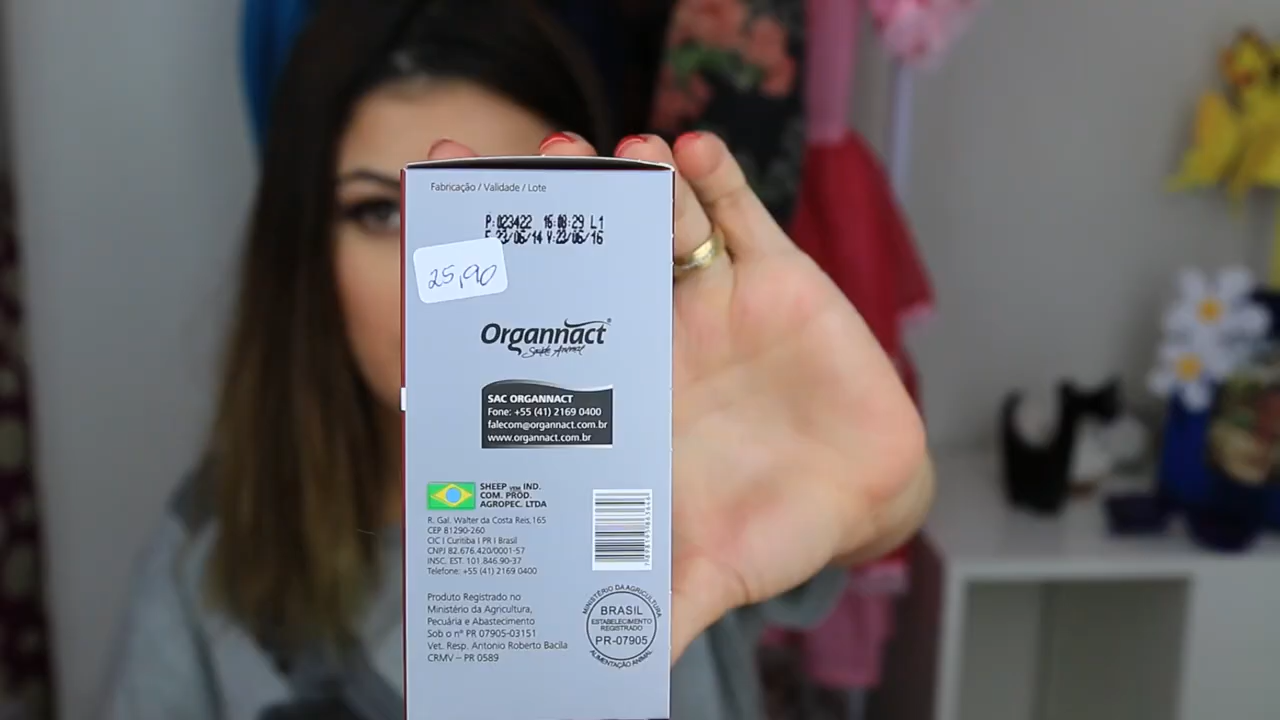 Fabricação / Validade / Lote
P:023422 16:08:29 L1
23/06/14 V:23/06/16
25,90
Organnact®
Saúde Animal
SAC ORGANNACT
Fone: +55 (41) 2169 0400
falecom@organnact.com.br
www.organnact.com.br
SHEEP VEM IND.
COM. PROD.
AGROPEC. LTDA
R. Gal. Walter da Costa Reis,165
CEP 81290-260
CIC | Curitiba | PR | Brasil
CNPJ 82.676.420/0001-57
INSC. EST. 101.846.90-37
Telefone: +55 (41) 2169 0400
Produto Registrado no
Ministério da Agricultura,
Pecuária e Abastecimento
Sob o nº PR 07905-03151
Vet. Resp. Antonio Roberto Bacila
CRMV – PR 0589
MINISTÉRIO DA AGRICULTURA
BRASIL
ESTABELECIMENTO
REGISTRADO
PR-07905
ALIMENTAÇÃO ANIMAL